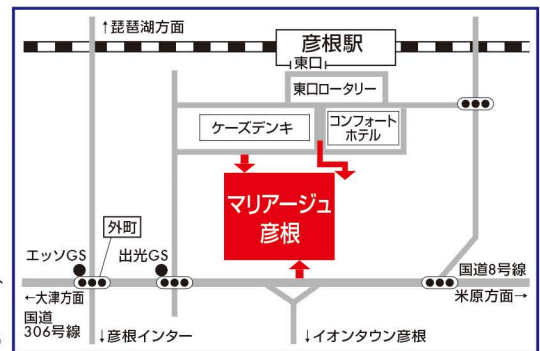 ↑琵琶湖方面
彦根駅
東口
東口ロータリー
ケーズデンキ
コンフォート
ホテル
マリアージュ
彦根
外町
エッソGS
出光GS
国道8号線
←大津方面
米原方面→
国道
306号線
↓彦根インター
↓イオンタウン彦根